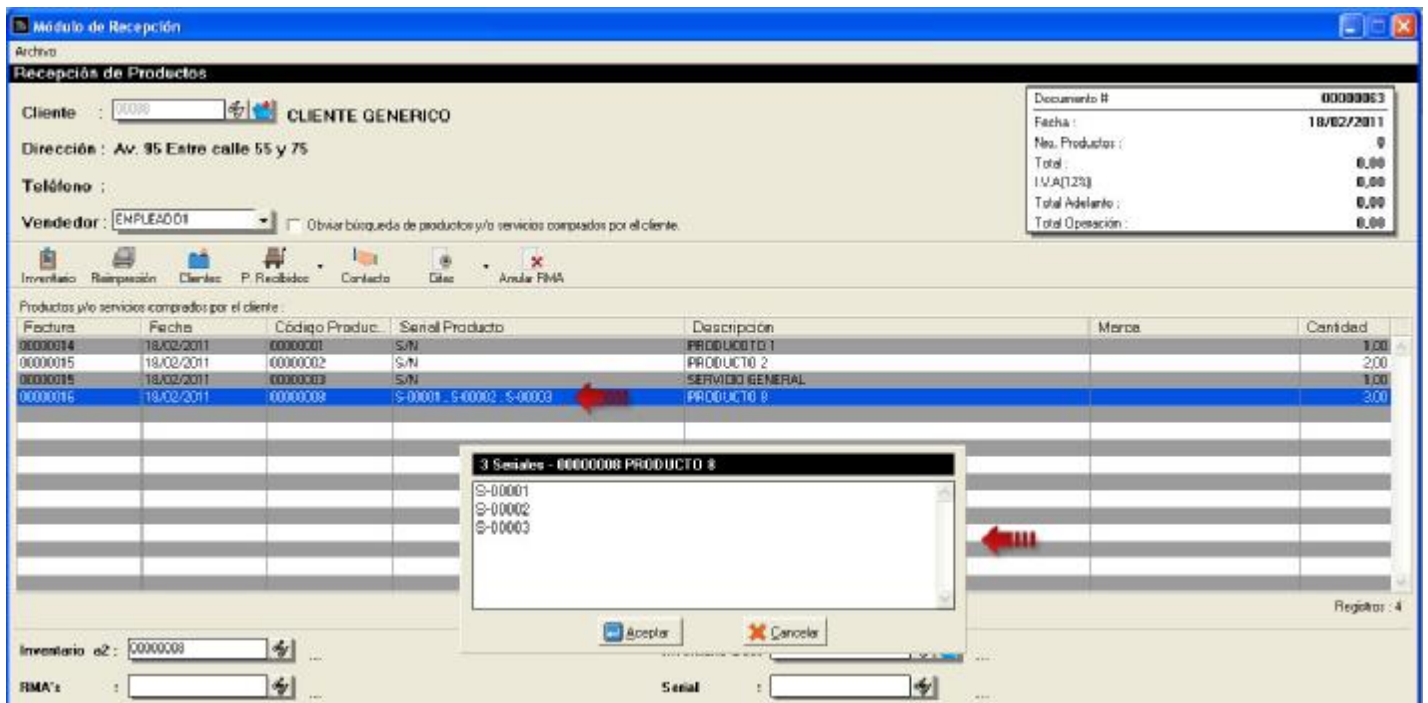 Módulo de Recepción
Archivo
Recepción de Productos
Cliente : 00088 CLIENTE GENERICO
Dirección : Av. 95 Entre calle 55 y 75
Teléfono :
Vendedor : EMPLEADO1 Obviar búsqueda de productos y/o servicios comprados por el cliente.
Documento # 00000063
Fecha : 18/02/2011
Nro. Productos : 0
Total : 0,00
I.V.A(12%) 0,00
Total Adelanto : 0,00
Total Operación : 0,00
Inventario Reimpresión Clientes P. Recibidos Contacto Citas Anular RMA
Productos y/o servicios comprados por el cliente :
Factura Fecha Código Produc... Serial Producto Descripción Marca Cantidad
00000014 18/02/2011 00000001 S/N PRODUCOTO 1 1,00
00000015 18/02/2011 00000002 S/N PRODUCTO 2 2,00
00000015 18/02/2011 00000003 S/N SERVICIO GENERAL 1,00
00000016 18/02/2011 00000008 S-00001 , S-00002 , S-00003 PRODUCTO 8 3,00
3 Seriales - 00000008 PRODUCTO 8
S-00001
S-00002
S-00003
Aceptar Cancelar
Registros : 4
Inventario a2 : 00000008 ...
...
RMA's : ... Serial : ...